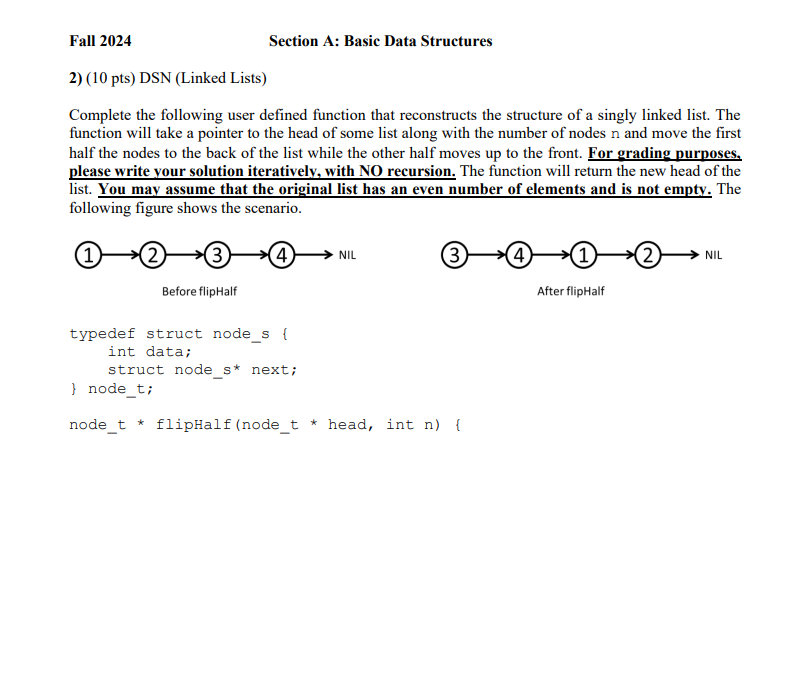 Fall 2024 Section A: Basic Data Structures
2) (10 pts) DSN (Linked Lists)
Complete the following user defined function that reconstructs the structure of a singly linked list. The
function will take a pointer to the head of some list along with the number of nodes n and move the first
half the nodes to the back of the list while the other half moves up to the front. For grading purposes,
please write your solution iteratively, with NO recursion. The function will return the new head of the
list. You may assume that the original list has an even number of elements and is not empty. The
following figure shows the scenario.
1 2 3 4 NIL 3 4 1 2 NIL
Before flipHalf After flipHalf
typedef struct node_s {
int data;
struct node_s* next;
} node_t;
node_t * flipHalf(node_t * head, int n) {